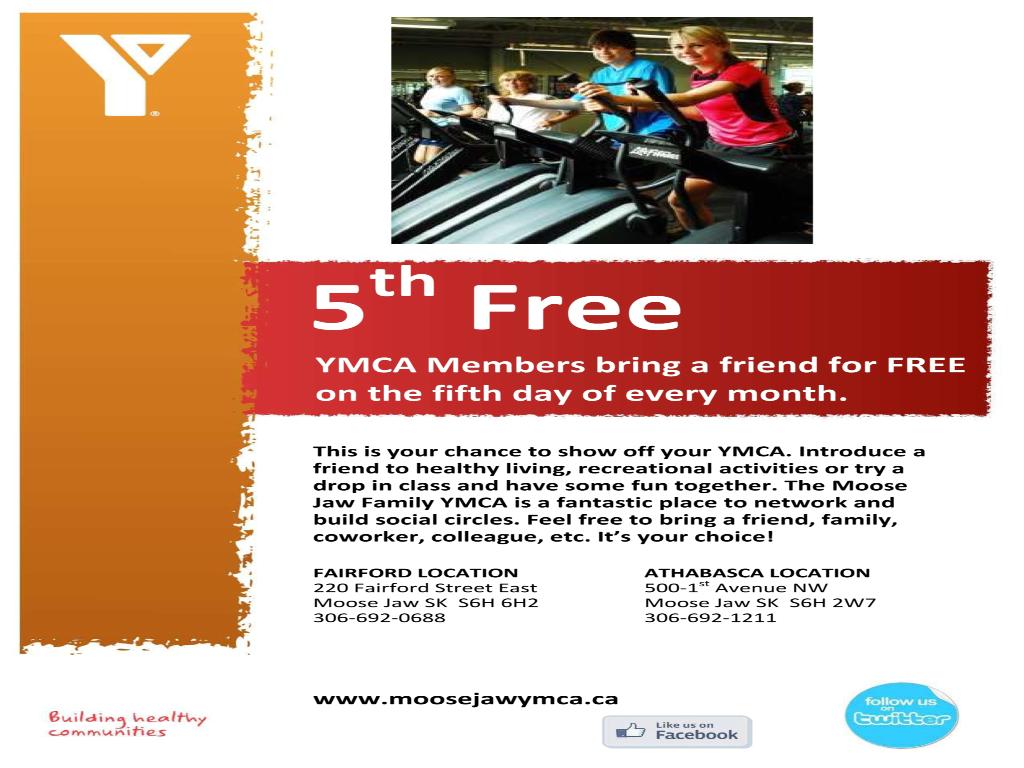 Y®
5th Free
YMCA Members bring a friend for FREE
on the fifth day of every month.
This is your chance to show off your YMCA. Introduce a
friend to healthy living, recreational activities or try a
drop in class and have some fun together. The Moose
Jaw Family YMCA is a fantastic place to network and
build social circles. Feel free to bring a friend, family,
coworker, colleague, etc. It’s your choice!
FAIRFORD LOCATION
220 Fairford Street East
Moose Jaw SK  S6H 6H2
306-692-0688
ATHABASCA LOCATION
500-1st Avenue NW
Moose Jaw SK  S6H 2W7
306-692-1211
www.moosejawymca.ca
Building healthy
communities
Like us on
Facebook
follow us
on
twitter